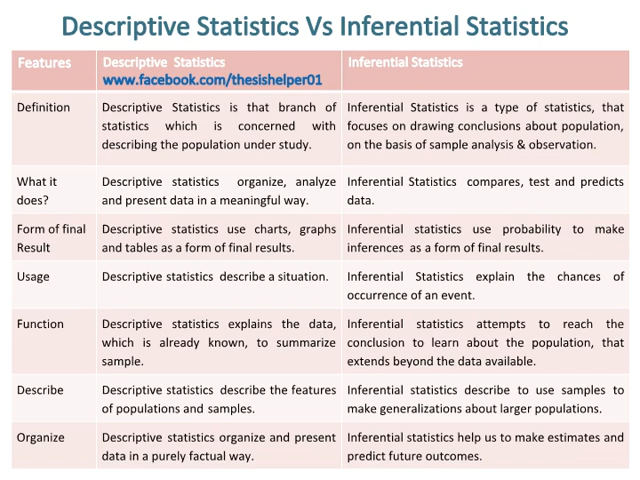 Descriptive Statistics Vs Inferential Statistics
Features
Descriptive Statistics
www.facebook.com/thesishelper01
Inferential Statistics
Definition
Descriptive Statistics is that branch of
statistics which is concerned with
describing the population under study.
Inferential Statistics is a type of statistics, that
focuses on drawing conclusions about population,
on the basis of sample analysis & observation.
What it
does?
Descriptive statistics organize, analyze
and present data in a meaningful way.
Inferential Statistics compares, test and predicts
data.
Form of final
Result
Descriptive statistics use charts, graphs
and tables as a form of final results.
Inferential statistics use probability to make
inferences as a form of final results.
Usage
Descriptive statistics describe a situation.
Inferential Statistics explain the chances of
occurrence of an event.
Function
Descriptive statistics explains the data,
which is already known, to summarize
sample.
Inferential statistics attempts to reach the
conclusion to learn about the population, that
extends beyond the data available.
Describe
Descriptive statistics describe the features
of populations and samples.
Inferential statistics describe to use samples to
make generalizations about larger populations.
Organize
Descriptive statistics organize and present
data in a purely factual way.
Inferential statistics help us to make estimates and
predict future outcomes.